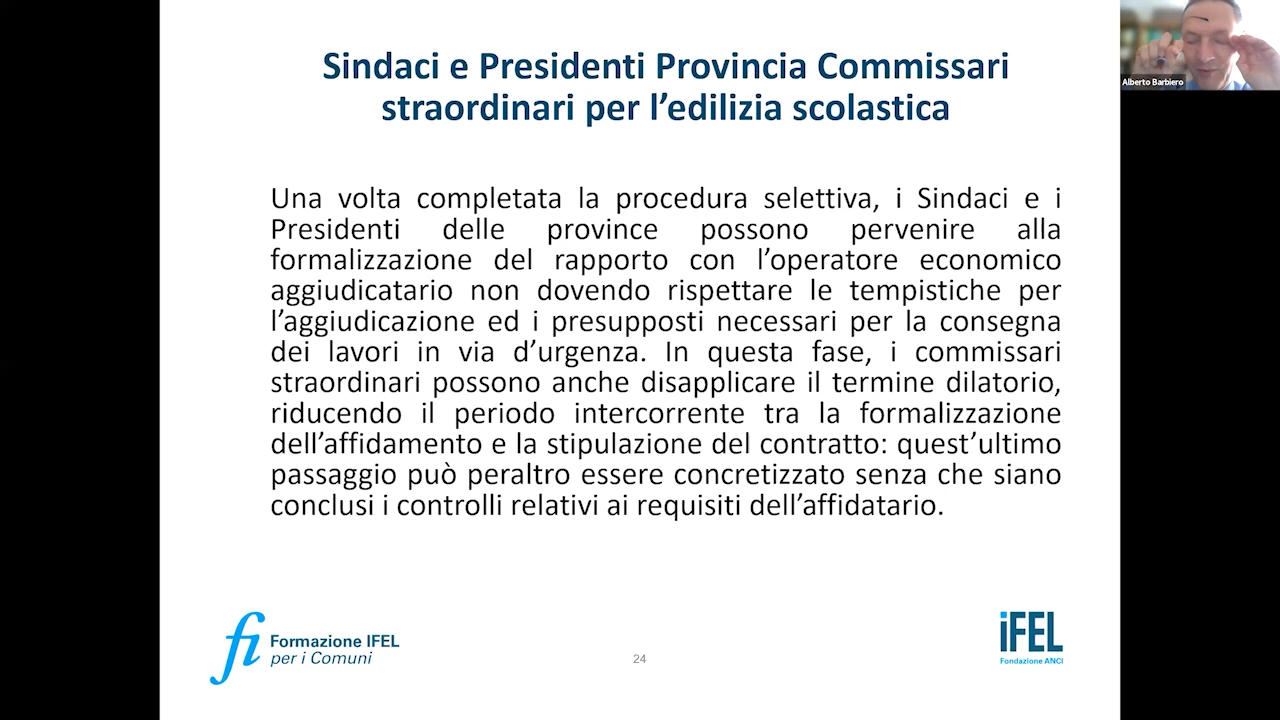 Sindaci e Presidenti Provincia Commissari
straordinari per l’edilizia scolastica
Alberto Barbiero
Una volta completata la procedura selettiva, i Sindaci e i
Presidenti delle province possono pervenire alla
formalizzazione del rapporto con l’operatore economico
aggiudicatario non dovendo rispettare le tempistiche per
l’aggiudicazione ed i presupposti necessari per la consegna
dei lavori in via d’urgenza. In questa fase, i commissari
straordinari possono anche disapplicare il termine dilatorio,
riducendo il periodo intercorrente tra la formalizzazione
dell’affidamento e la stipulazione del contratto: quest’ultimo
passaggio può peraltro essere concretizzato senza che siano
conclusi i controlli relativi ai requisiti dell’affidatario.
fi
Formazione IFEL
per i Comuni
24
iFEL
Fondazione ANCI